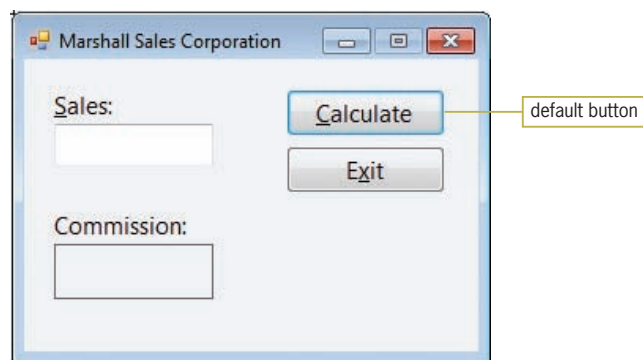 Marshall Sales Corporation
Sales:
Calculate
default button
Exit
Commission: